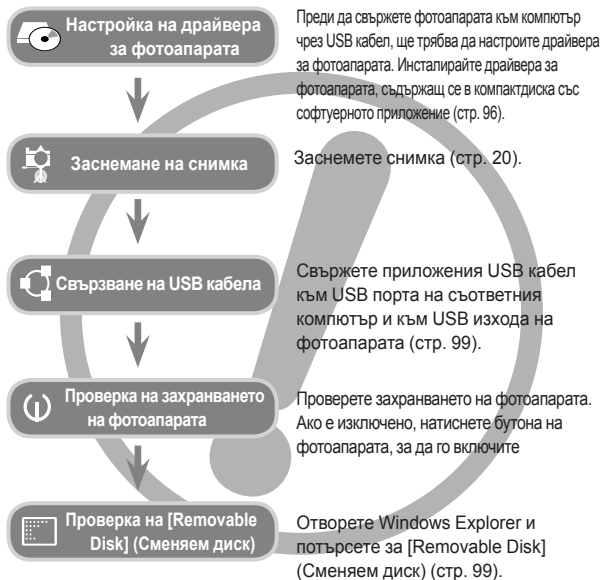 Настройка на драйвера
за фотоапарата
Преди да свържете фотоапарата към компютър
чрез USB кабел, ще трябва да настроите драйвера
за фотоапарата. Инсталирайте драйвера за
фотоапарата, съдържащ се в компактдиска със
софтуерното приложение (стр. 96).
Заснемане на снимка
Заснемете снимка (стр. 20).
Свързване на USB кабела
Свържете приложения USB кабел
към USB порта на съответния
компютър и към USB изхода на
фотоапарата (стр. 99).
Проверка на захранването
на фотоапарата
Проверете захранването на фотоапарата.
Ако е изключено, натиснете бутона на
фотоапарата, за да го включите
Проверка на [Removable
Disk] (Сменяем диск)
Отворете Windows Explorer и
потърсете за [Removable Disk]
(Сменяем диск) (стр. 99).